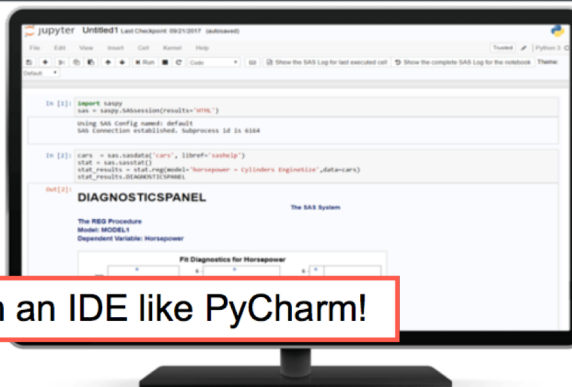 jupyter Untitled1 Last Checkpoint: 09/21/2017 (autosaved)
File Edit View Insert Cell Kernel Help Trusted Python 3
Run Code Show the SAS Log for last executed cell Show the complete SAS Log for the notebook Theme
Default
In [1]: import saspy
sas = saspy.SASsession(results='HTML')
Using SAS Config named: default
SAS Connection established. Subprocess id is 6164
In [2]: cars = sas.sasdata('cars', libref='sashelp')
stat = sas.sasstat()
stat_results = stat.reg(model='horsepower = Cylinders EngineSize',data=cars)
stat_results.DIAGNOSTICSPANEL
Out[2]:
DIAGNOSTICSPANEL
The SAS System
The REG Procedure
Model: MODEL1
Dependent Variable: Horsepower
Fit Diagnostics for Horsepower
an IDE like PyCharm!